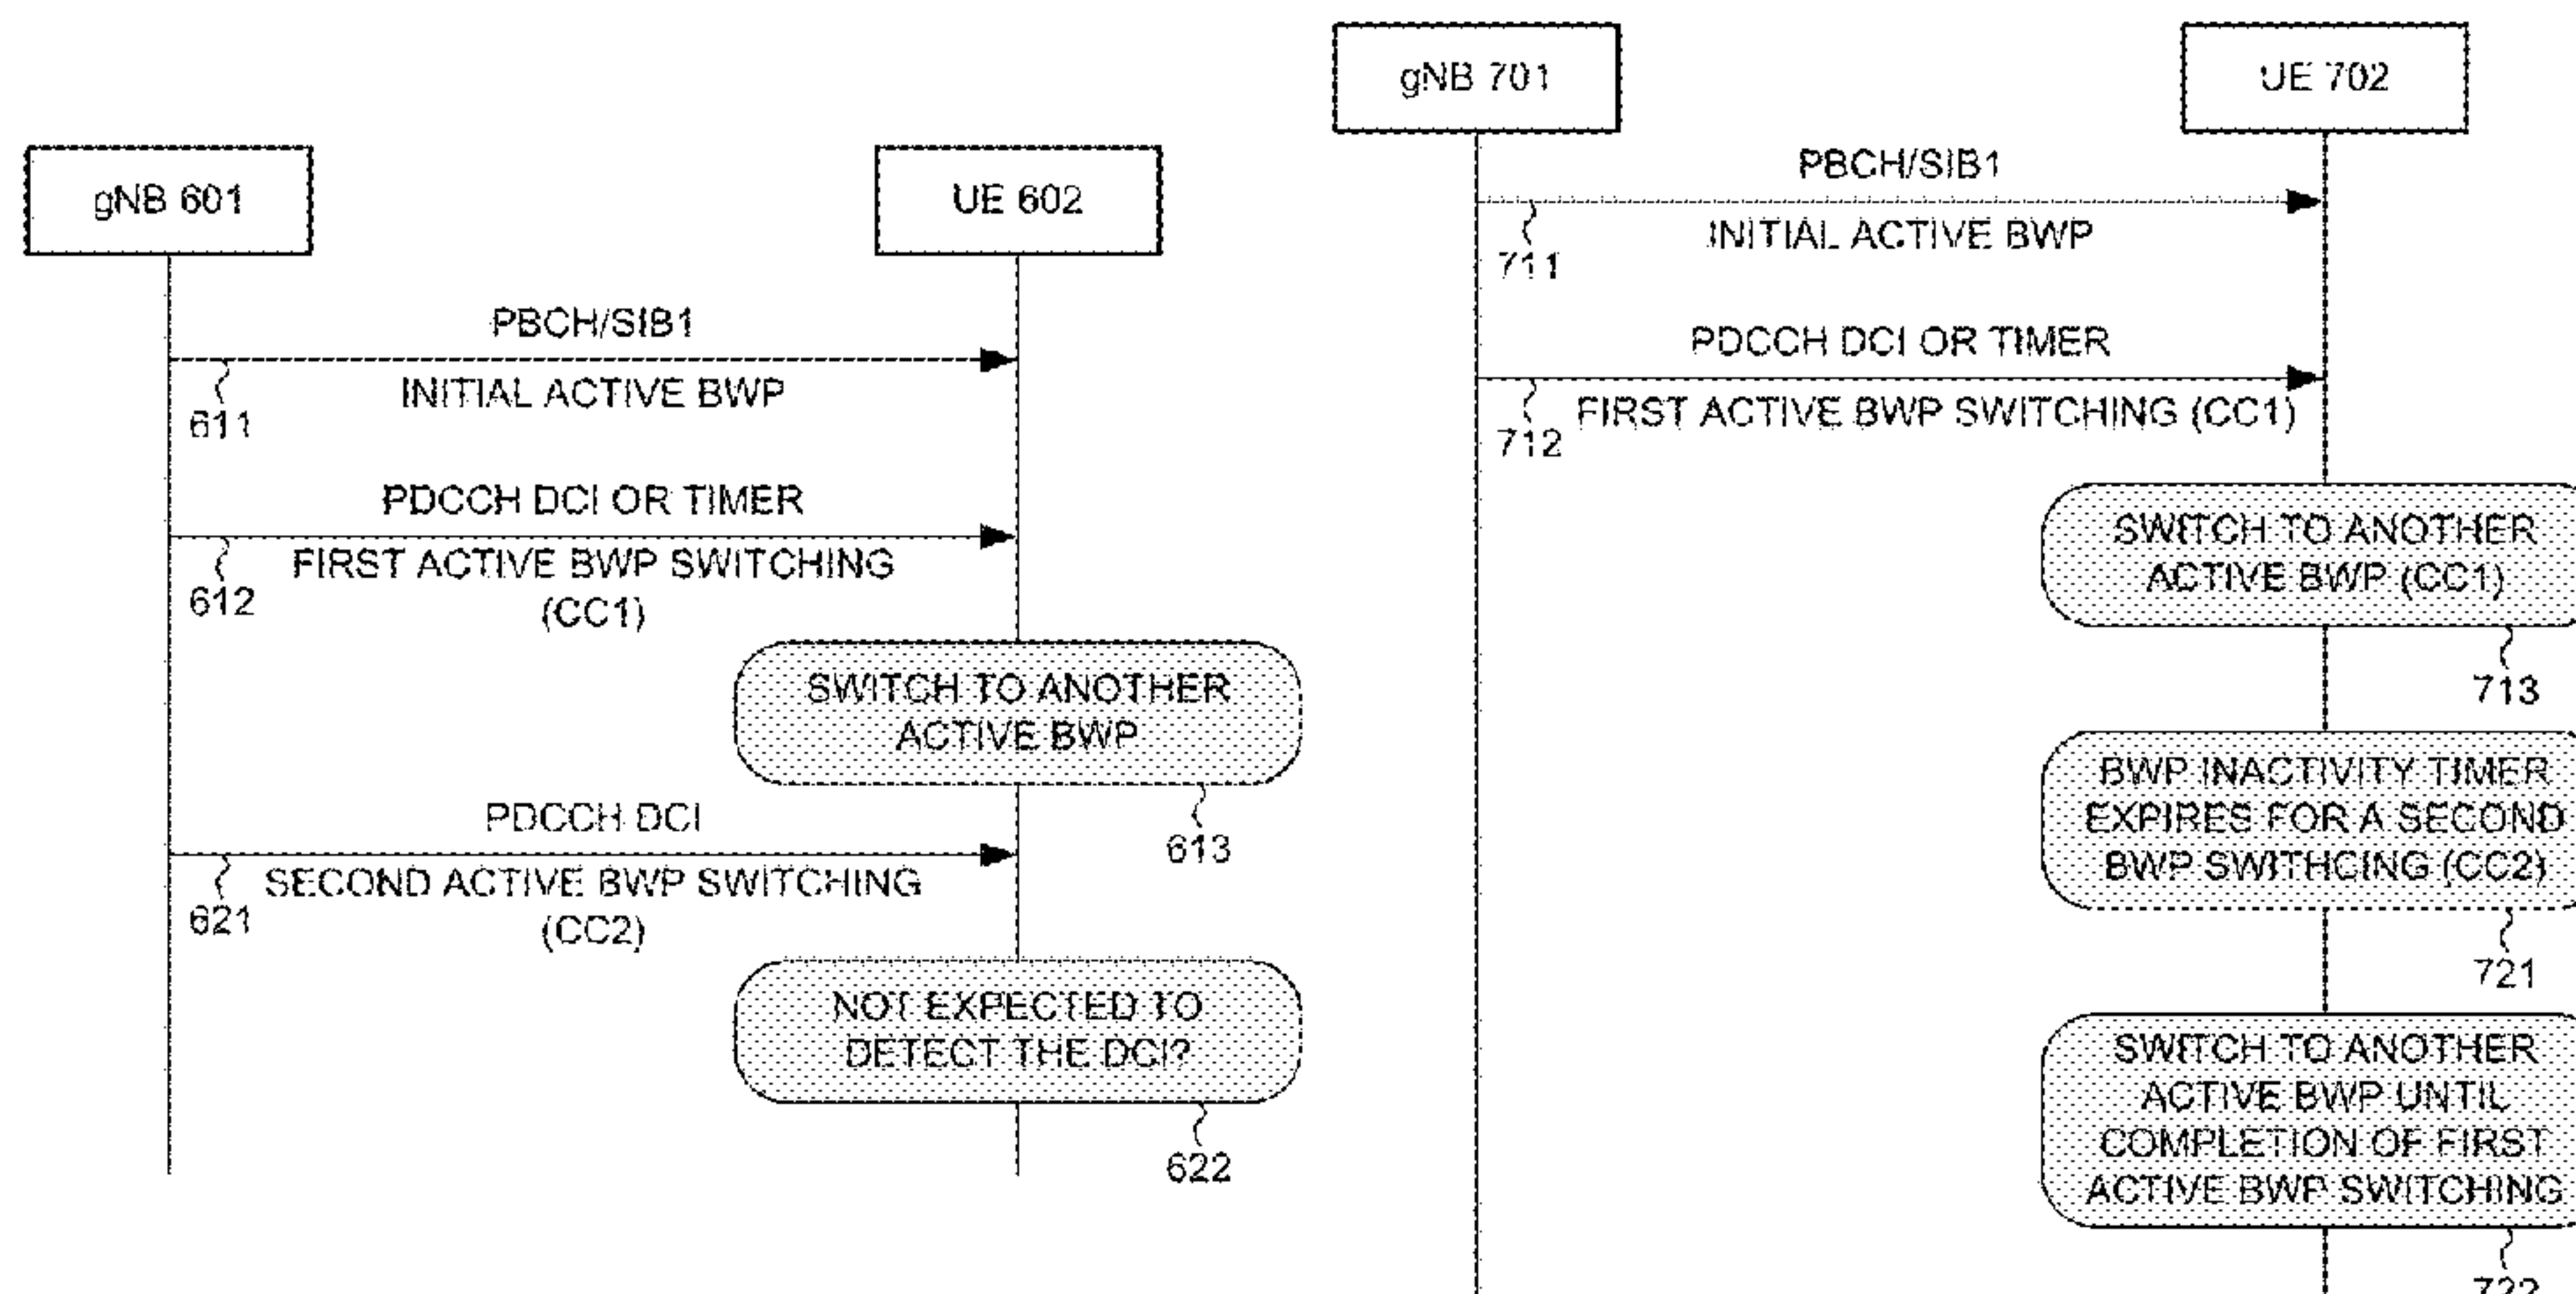 gNB 601
UE 602
PBCH/SIB1
INITIAL ACTIVE BWP
611
PDCCH DCI OR TIMER
FIRST ACTIVE BWP SWITCHING
(CC1)
612
SWITCH TO ANOTHER
ACTIVE BWP
613
PDCCH DCI
SECOND ACTIVE BWP SWITCHING
(CC2)
621
NOT EXPECTED TO
DETECT THE DCI?
622
gNB 701
UE 702
PBCH/SIB1
INITIAL ACTIVE BWP
711
PDCCH DCI OR TIMER
FIRST ACTIVE BWP SWITCHING (CC1)
712
SWITCH TO ANOTHER
ACTIVE BWP (CC1)
713
BWP INACTIVITY TIMER
EXPIRES FOR A SECOND
BWP SWITHCING (CC2)
721
SWITCH TO ANOTHER
ACTIVE BWP UNTIL
COMPLETION OF FIRST
ACTIVE BWP SWITCHING
722